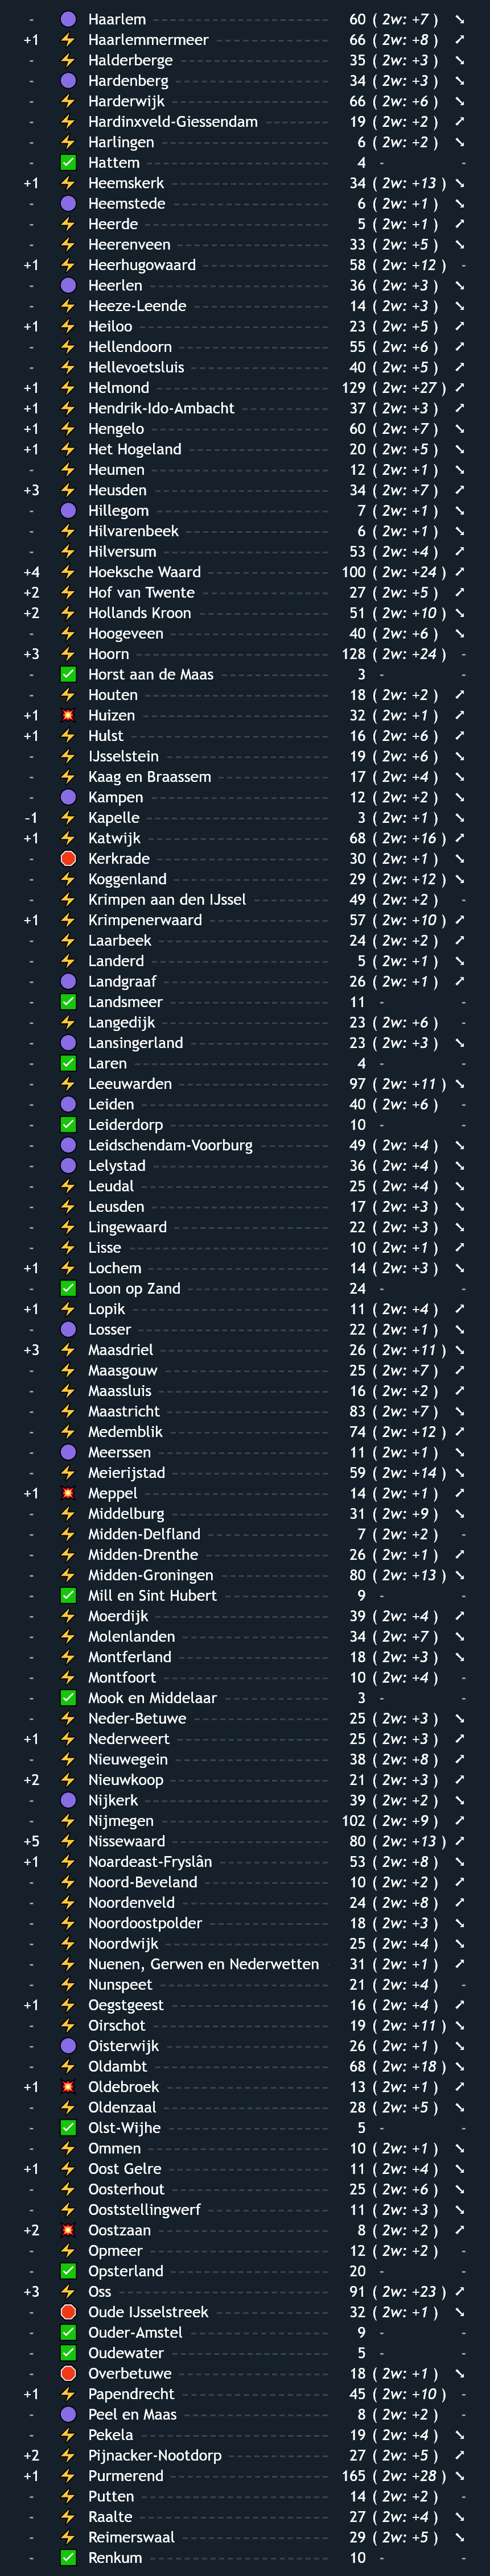 - Haarlem 60 ( 2w: +7 ) ↘
+1 Haarlemmermeer 66 ( 2w: +8 ) ↗
- Halderberge 35 ( 2w: +3 ) ↗
- Hardenberg 34 ( 2w: +3 ) ↘
- Harderwijk 66 ( 2w: +6 ) ↘
- Hardinxveld-Giessendam 19 ( 2w: +2 ) ↗
- Harlingen 6 ( 2w: +2 ) ↘
- Hattem 4 - -
+1 Heemskerk 34 ( 2w: +13 ) ↘
- Heemstede 6 ( 2w: +1 ) ↘
- Heerde 5 ( 2w: +1 ) ↗
- Heerenveen 33 ( 2w: +5 ) ↘
+1 Heerhugowaard 58 ( 2w: +12 ) -
- Heerlen 36 ( 2w: +3 ) ↘
- Heeze-Leende 14 ( 2w: +3 ) ↘
+1 Heiloo 23 ( 2w: +5 ) ↗
- Hellendoorn 55 ( 2w: +6 ) ↗
- Hellevoetsluis 40 ( 2w: +5 ) ↗
+1 Helmond 129 ( 2w: +27 ) ↗
+1 Hendrik-Ido-Ambacht 37 ( 2w: +3 ) ↗
+1 Hengelo 60 ( 2w: +7 ) ↘
+1 Het Hogeland 20 ( 2w: +5 ) ↘
- Heumen 12 ( 2w: +1 ) ↘
+3 Heusden 34 ( 2w: +7 ) ↗
- Hillegom 7 ( 2w: +1 ) ↘
- Hilvarenbeek 6 ( 2w: +1 ) ↘
- Hilversum 53 ( 2w: +4 ) ↗
+4 Hoeksche Waard 100 ( 2w: +24 ) ↗
+2 Hof van Twente 27 ( 2w: +5 ) ↗
+2 Hollands Kroon 51 ( 2w: +10 ) ↘
- Hoogeveen 40 ( 2w: +6 ) ↘
+3 Hoorn 128 ( 2w: +24 ) -
- Horst aan de Maas 3 - -
- Houten 18 ( 2w: +2 ) ↗
+1 Huizen 32 ( 2w: +1 ) ↗
+1 Hulst 16 ( 2w: +6 ) ↗
- IJsselstein 19 ( 2w: +6 ) ↘
- Kaag en Braassem 17 ( 2w: +4 ) ↘
- Kampen 12 ( 2w: +2 ) ↘
-1 Kapelle 3 ( 2w: +1 ) ↘
+1 Katwijk 68 ( 2w: +16 ) ↗
- Kerkrade 30 ( 2w: +1 ) ↘
- Koggenland 29 ( 2w: +12 ) ↘
- Krimpen aan den IJssel 49 ( 2w: +2 ) -
+1 Krimpenerwaard 57 ( 2w: +10 ) ↗
- Laarbeek 24 ( 2w: +2 ) ↗
- Landerd 5 ( 2w: +1 ) ↘
- Landgraaf 26 ( 2w: +1 ) ↗
- Landsmeer 11 - -
- Langedijk 23 ( 2w: +6 ) -
- Lansingerland 23 ( 2w: +3 ) ↘
- Laren 4 - -
- Leeuwarden 97 ( 2w: +11 ) ↘
- Leiden 40 ( 2w: +6 ) -
- Leiderdorp 10 - -
- Leidschendam-Voorburg 49 ( 2w: +4 ) ↘
- Lelystad 36 ( 2w: +4 ) ↘
- Leudal 25 ( 2w: +4 ) ↘
- Leusden 17 ( 2w: +3 ) ↘
- Lingewaard 22 ( 2w: +3 ) ↘
- Lisse 10 ( 2w: +1 ) ↗
+1 Lochem 14 ( 2w: +3 ) ↘
- Loon op Zand 24 - -
+1 Lopik 11 ( 2w: +4 ) ↗
- Losser 22 ( 2w: +1 ) ↘
+3 Maasdriel 26 ( 2w: +11 ) ↘
- Maasgouw 25 ( 2w: +7 ) ↗
- Maassluis 16 ( 2w: +2 ) ↗
- Maastricht 83 ( 2w: +7 ) ↘
- Medemblik 74 ( 2w: +12 ) ↗
- Meerssen 11 ( 2w: +1 ) ↘
- Meierijstad 59 ( 2w: +14 ) ↘
+1 Meppel 14 ( 2w: +1 ) ↗
- Middelburg 31 ( 2w: +9 ) ↘
- Midden-Delfland 7 ( 2w: +2 ) -
- Midden-Drenthe 26 ( 2w: +1 ) ↗
- Midden-Groningen 80 ( 2w: +13 ) ↘
- Mill en Sint Hubert 9 - -
- Moerdijk 39 ( 2w: +4 ) ↗
- Molenlanden 34 ( 2w: +7 ) ↘
- Montferland 18 ( 2w: +3 ) ↘
- Montfoort 10 ( 2w: +4 ) -
- Mook en Middelaar 3 - -
- Neder-Betuwe 25 ( 2w: +3 ) ↘
+1 Nederweert 25 ( 2w: +3 ) ↗
- Nieuwegein 38 ( 2w: +8 ) ↗
+2 Nieuwkoop 21 ( 2w: +3 ) ↗
- Nijkerk 39 ( 2w: +2 ) ↘
- Nijmegen 102 ( 2w: +9 ) ↗
+5 Nissewaard 80 ( 2w: +13 ) ↗
+1 Noardeast-Fryslân 53 ( 2w: +8 ) ↘
- Noord-Beveland 10 ( 2w: +2 ) ↗
- Noordenveld 24 ( 2w: +8 ) ↗
- Noordoostpolder 18 ( 2w: +3 ) ↘
- Noordwijk 25 ( 2w: +4 ) ↘
- Nuenen, Gerwen en Nederwetten 31 ( 2w: +1 ) ↗
- Nunspeet 21 ( 2w: +4 ) -
+1 Oegstgeest 16 ( 2w: +4 ) ↗
- Oirschot 19 ( 2w: +11 ) ↘
- Oisterwijk 26 ( 2w: +1 ) ↘
- Oldambt 68 ( 2w: +18 ) ↘
+1 Oldebroek 13 ( 2w: +1 ) ↗
- Oldenzaal 28 ( 2w: +5 ) ↘
- Olst-Wijhe 5 - -
- Ommen 10 ( 2w: +1 ) ↘
+1 Oost Gelre 11 ( 2w: +4 ) ↘
- Oosterhout 25 ( 2w: +6 ) ↘
- Ooststellingwerf 11 ( 2w: +3 ) ↘
+2 Oostzaan 8 ( 2w: +2 ) ↗
- Opmeer 12 ( 2w: +2 ) -
- Opsterland 20 - -
+3 Oss 91 ( 2w: +23 ) ↗
- Oude IJsselstreek 32 ( 2w: +1 ) ↘
- Ouder-Amstel 9 - -
- Oudewater 5 - -
- Overbetuwe 18 ( 2w: +1 ) ↘
+1 Papendrecht 45 ( 2w: +10 ) -
- Peel en Maas 8 ( 2w: +2 ) -
- Pekela 19 ( 2w: +4 ) ↘
+2 Pijnacker-Nootdorp 27 ( 2w: +5 ) ↗
+1 Purmerend 165 ( 2w: +28 ) ↘
- Putten 14 ( 2w: +2 ) -
- Raalte 27 ( 2w: +4 ) ↘
- Reimerswaal 29 ( 2w: +5 ) ↘
- Renkum 10 - -